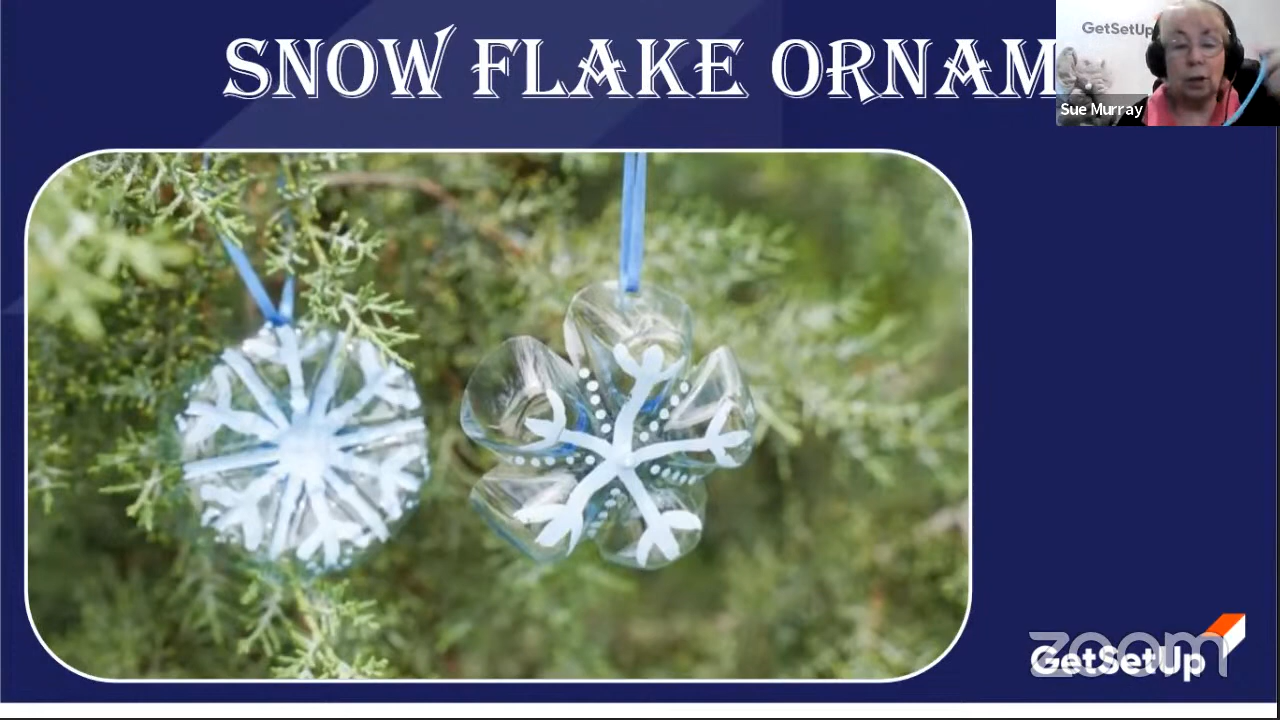 SNOW FLAKE ORNAM
GetSetUp
Sue Murray
zoom
GetSetUp